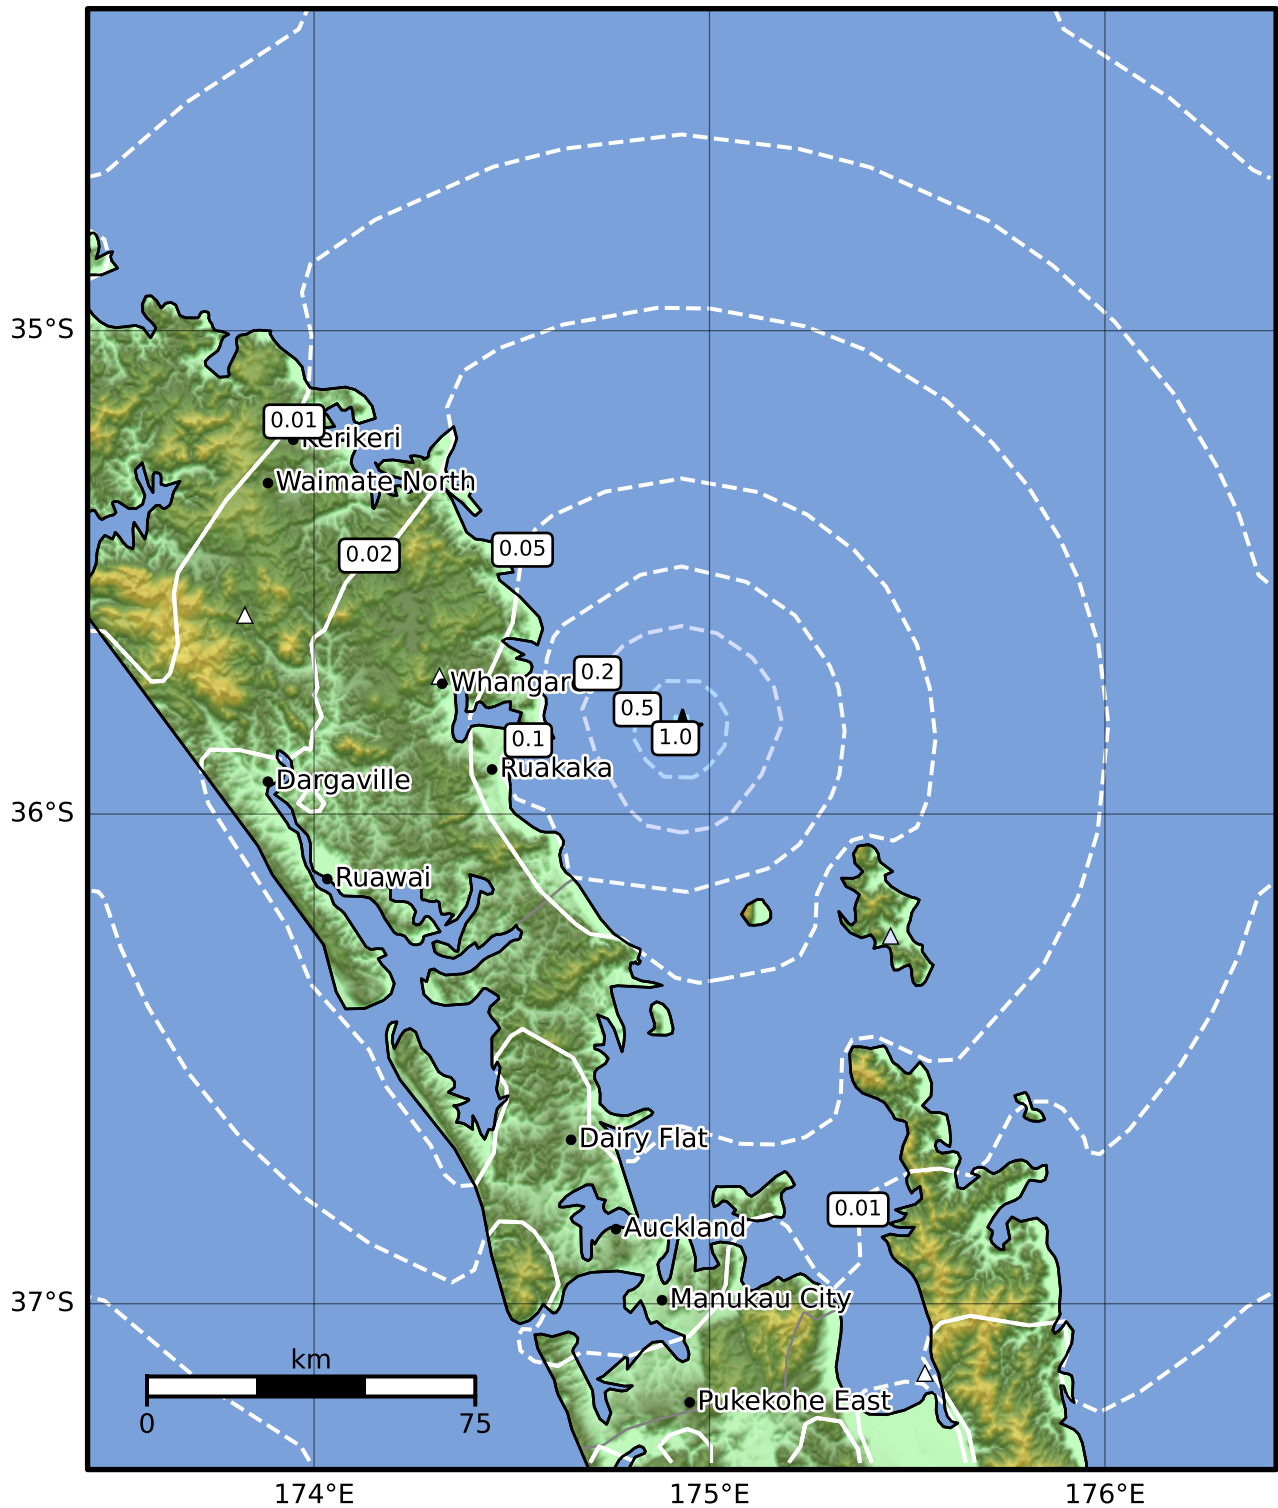 35°S
0.01
Kerikeri
Waimate North
0.02
0.05
Whangar
0.2
0.5
1.0
0.1
Ruakaka
Dargaville
36°S
Ruawai
Dairy Flat
0.01
Auckland
37°S
Manukau City
km
0 75
Pukekohe East
174°E 175°E 176°E